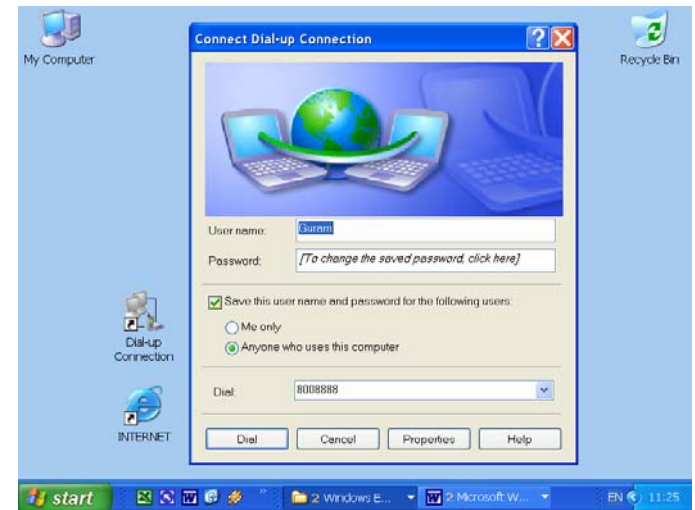 My Computer
Connect Dial-up Connection
Recycle Bin
User name: Guram
Password: [To change the saved password, click here]
Save this user name and password for the following users:
Me only
Anyone who uses this computer
Dial-up
Connection
Dial: 8008888
INTERNET
Dial Cancel Properties Help
start 2 Windows E... 2 Microsoft W... EN 11:25